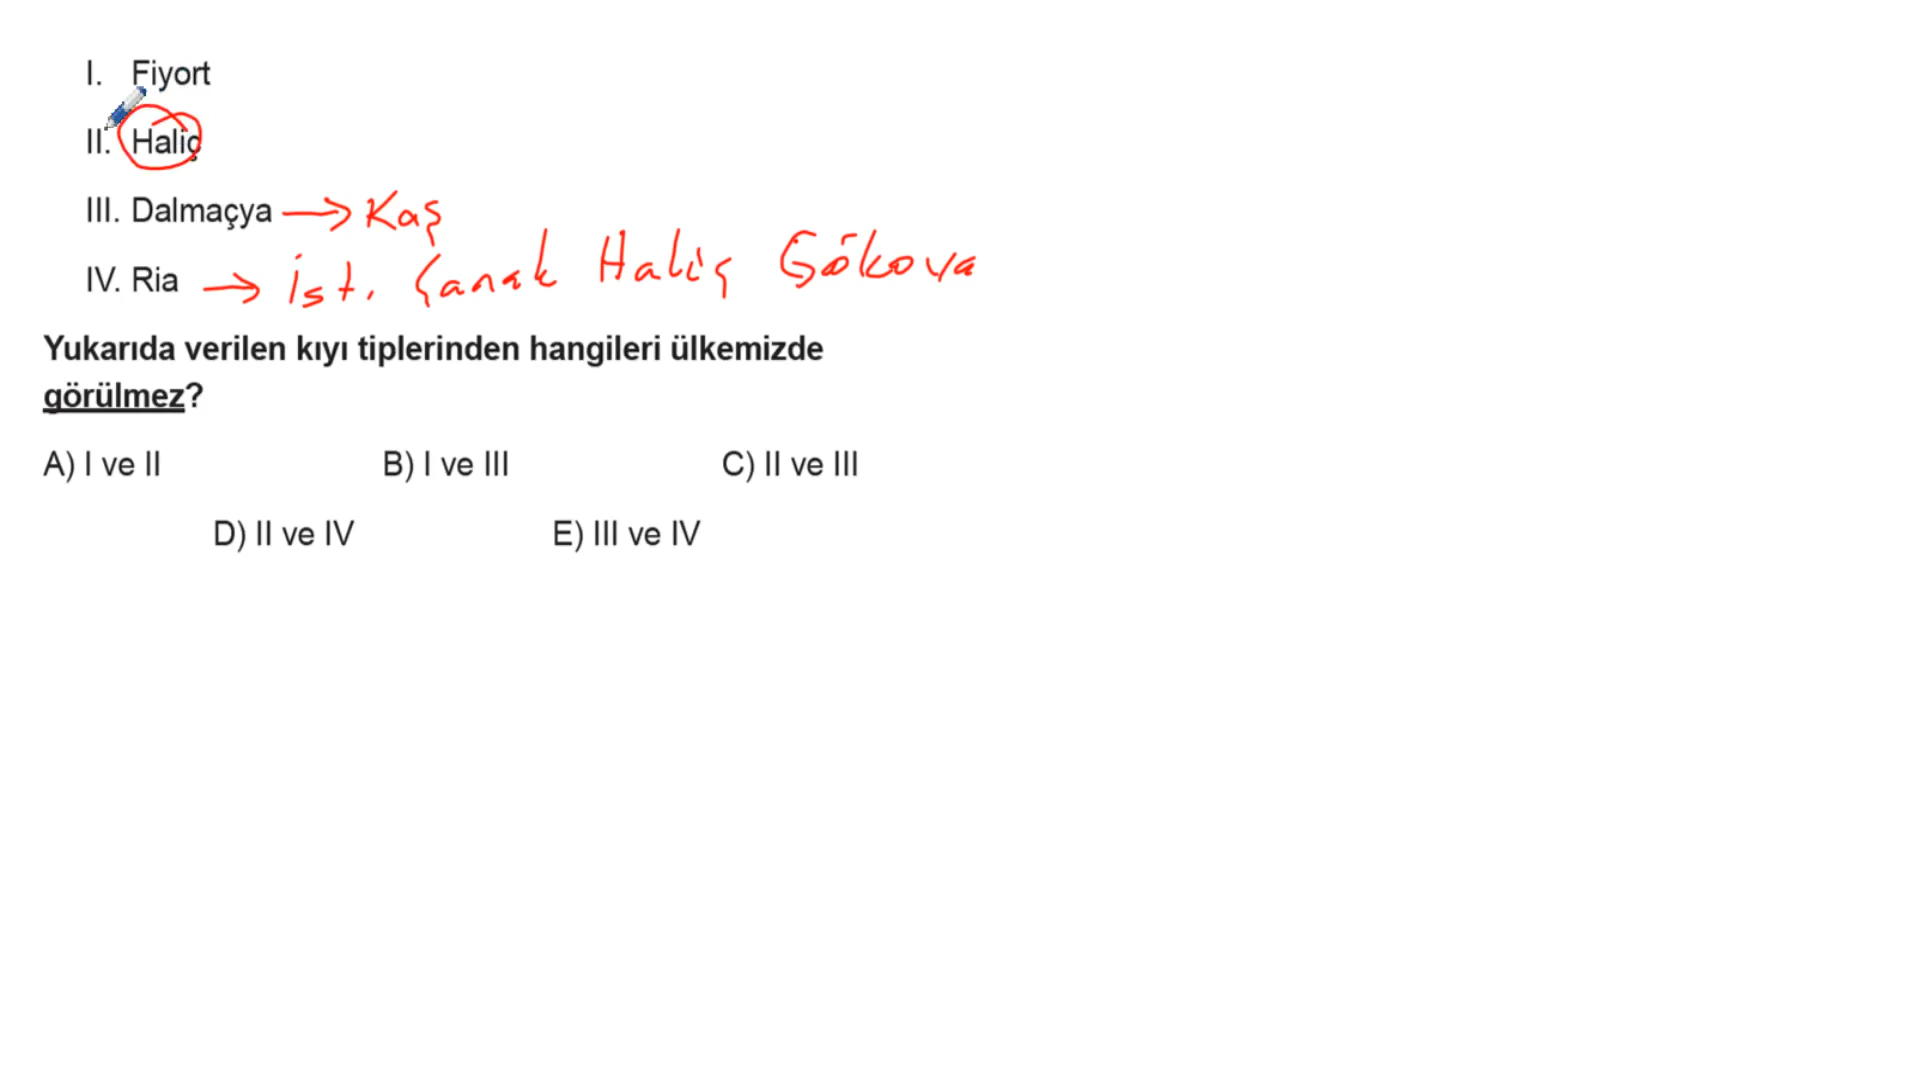 I. Fiyort
II. Haliç
III. Dalmaçya → Kaş
IV. Ria → İst. Çanak Haliç Gökova
Yukarıda verilen kıyı tiplerinden hangileri ülkemizde
görülmez?
A) I ve II B) I ve III C) II ve III
D) II ve IV E) III ve IV